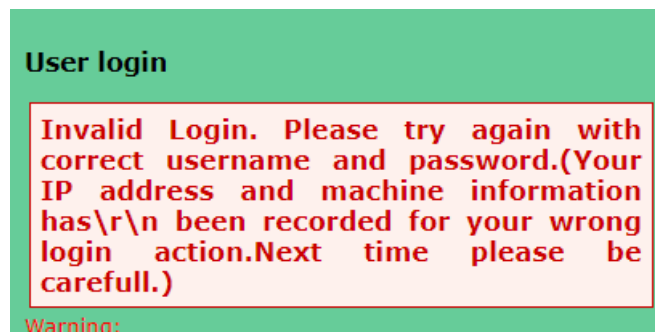 User login
Invalid Login. Please try again with
correct username and password.(Your
IP address and machine information
has\r\n been recorded for your wrong
login action.Next time please be
carefull.)
Warning: